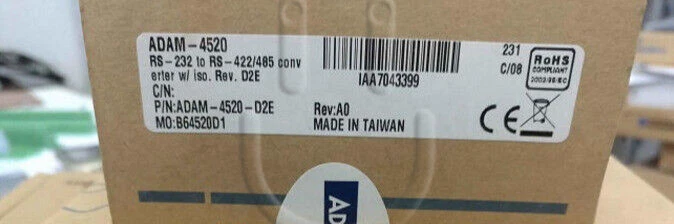 ADAM-4520
RS-232 to RS-422/485 conv
erter w/ iso. Rev. D2E
C/N:
P/N:ADAM-4520-D2E
MO:B64520D1
IAA7043399
Rev:A0
MADE IN TAIWAN
231
C/08
RoHS
COMPLIANT
2002/95/EC
CE
AD